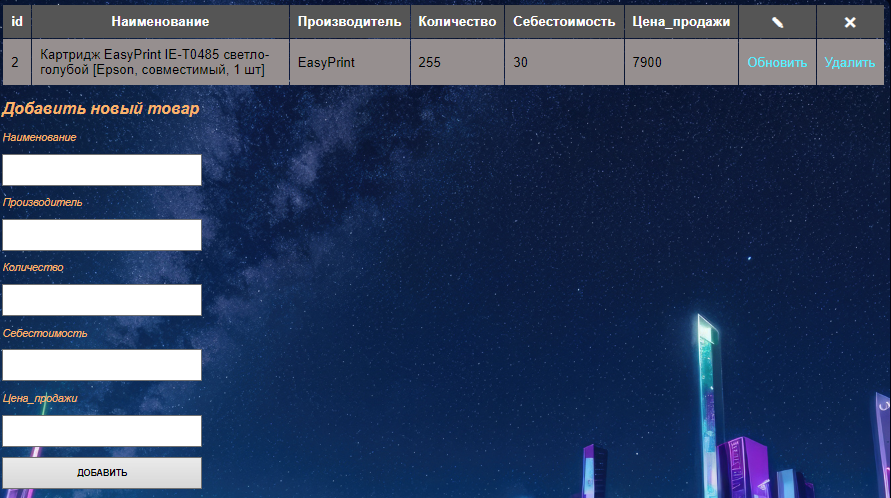 id Наименование Производитель Количество Себестоимость Цена_продажи
2 Картридж EasyPrint IE-T0485 светло-
голубой [Epson, совместимый, 1 шт] EasyPrint 255 30 7900 Обновить Удалить
Добавить новый товар
Наименование
Производитель
Количество
Себестоимость
Цена_продажи
ДОБАВИТЬ